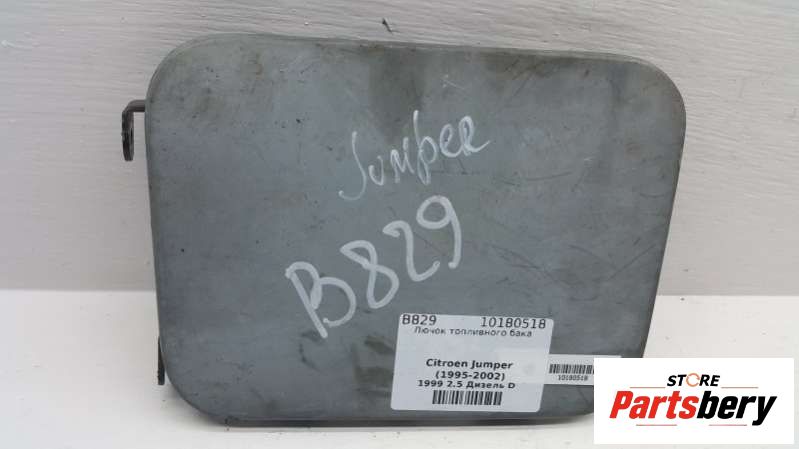 Jumper
B829
B829 10180518
Лючок топливного бака
Citroen Jumper
(1995-2002)
1999 2.5 Дизель D
10180518
STORE
Partsbery